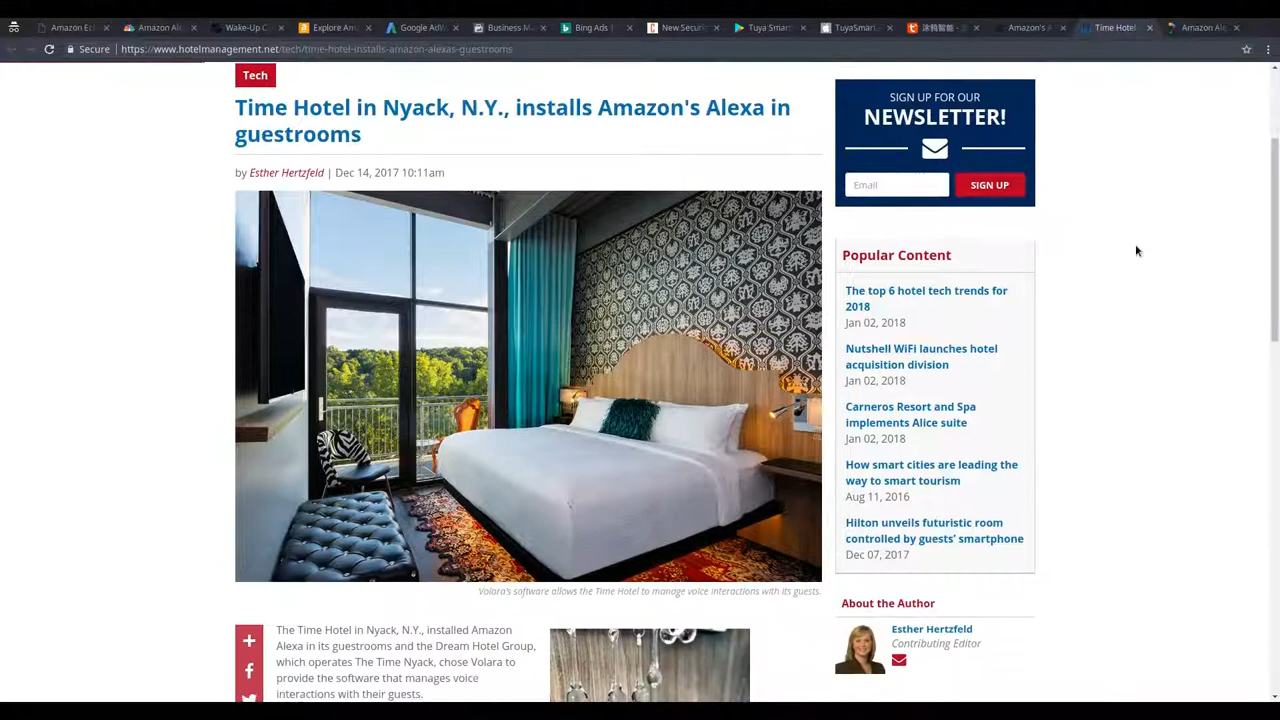 Amazon Ec
Amazon Ale
Wake-Up C
Explore Am
Google AdW
Business M
Bing Ads
New Securi
Tuya Smart
TuyaSmart
涂鸦智能 -
Amazon's A
Time Hotel
Amazon Ale
Secure
https://www.hotelmanagement.net/tech/time-hotel-installs-amazon-alexas-guestrooms
Tech
Time Hotel in Nyack, N.Y., installs Amazon's Alexa in
guestrooms
by Esther Hertzfeld | Dec 14, 2017 10:11am
Volara's software allows the Time Hotel to manage voice interactions with its guests.
The Time Hotel in Nyack, N.Y., installed Amazon
Alexa in its guestrooms and the Dream Hotel Group,
which operates The Time Nyack, chose Volara to
provide the software that manages voice
interactions with their guests.
SIGN UP FOR OUR
NEWSLETTER!
Email
SIGN UP
Popular Content
The top 6 hotel tech trends for
2018
Jan 02, 2018
Nutshell WiFi launches hotel
acquisition division
Jan 02, 2018
Carneros Resort and Spa
implements Alice suite
Jan 02, 2018
How smart cities are leading the
way to smart tourism
Aug 11, 2016
Hilton unveils futuristic room
controlled by guests' smartphone
Dec 07, 2017
About the Author
Esther Hertzfeld
Contributing Editor